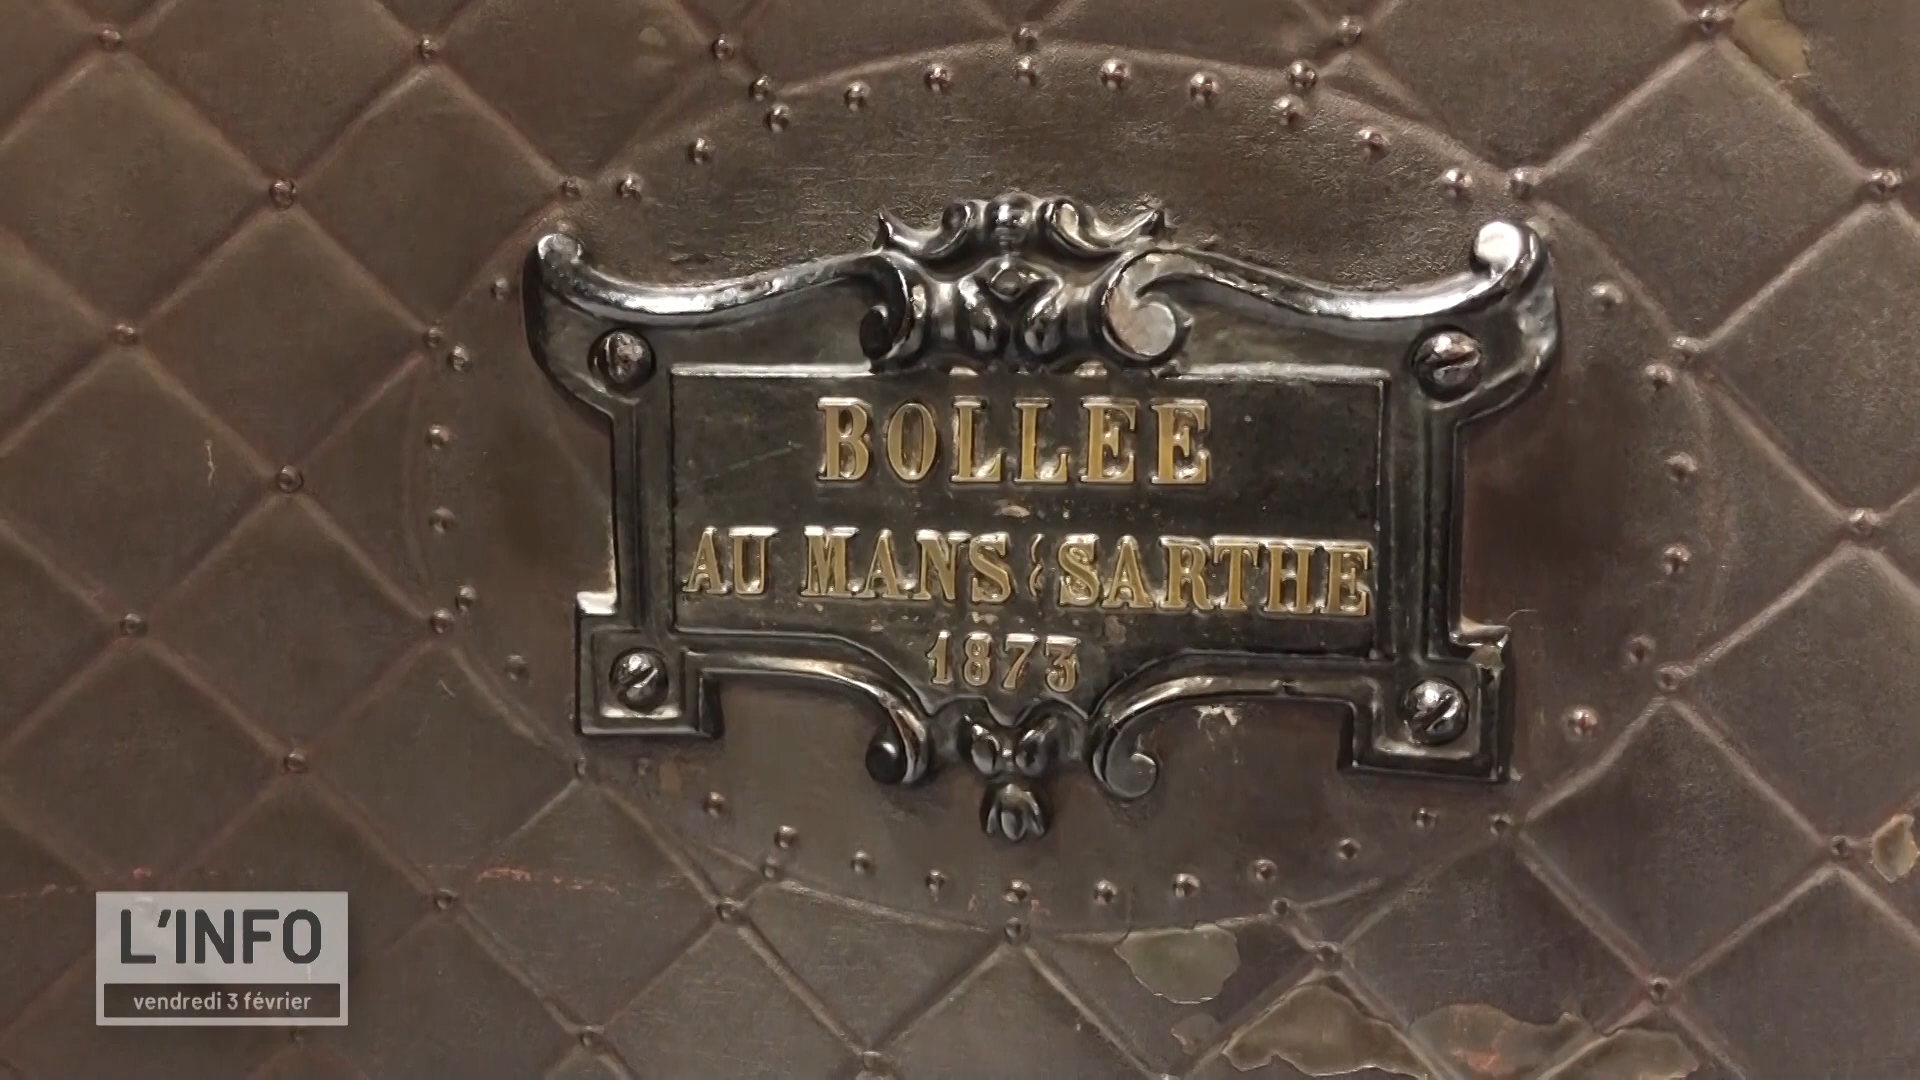 BOLLEE
AU MANS SARTHE
1873
L'INFO
vendredi 3 février